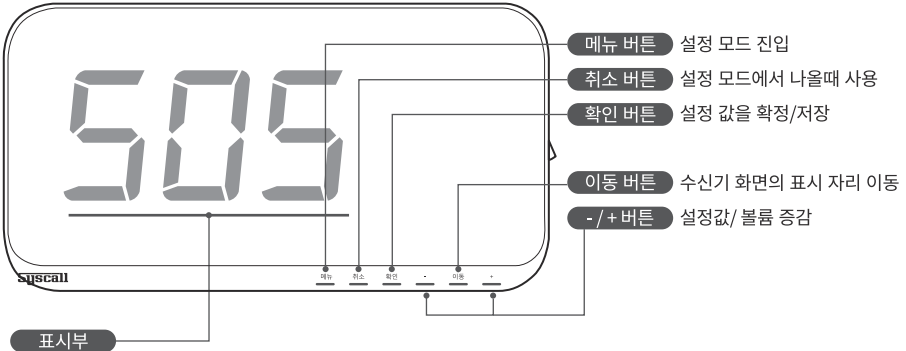 메뉴 버튼 설정 모드 진입
취소 버튼 설정 모드에서 나올때 사용
확인 버튼 설정 값을 확정/저장
505
이동 버튼 수신기 화면의 표시 자리 이동
- / + 버튼 설정값/ 볼륨 증감
Syscall
메뉴 취소 확인 - 이동 +
표시부